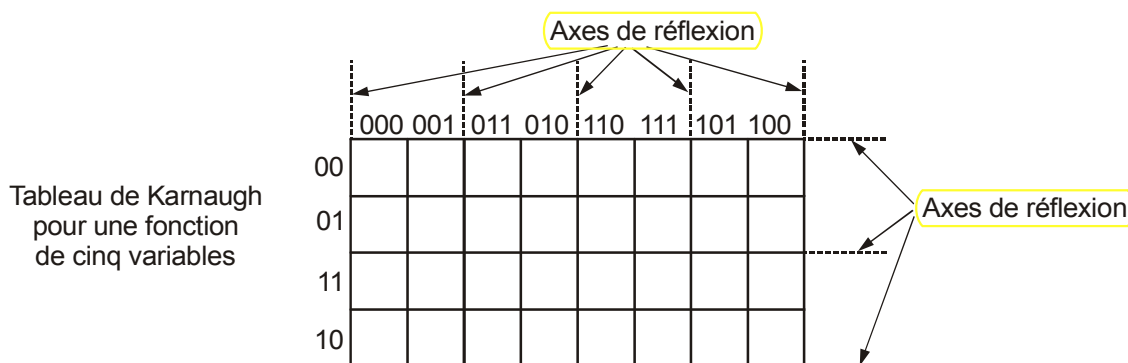 Axes de réflexion
000 001 011 010 110 111 101 100
00
Tableau de Karnaugh
pour une fonction
de cinq variables
01
Axes de réflexion
11
10